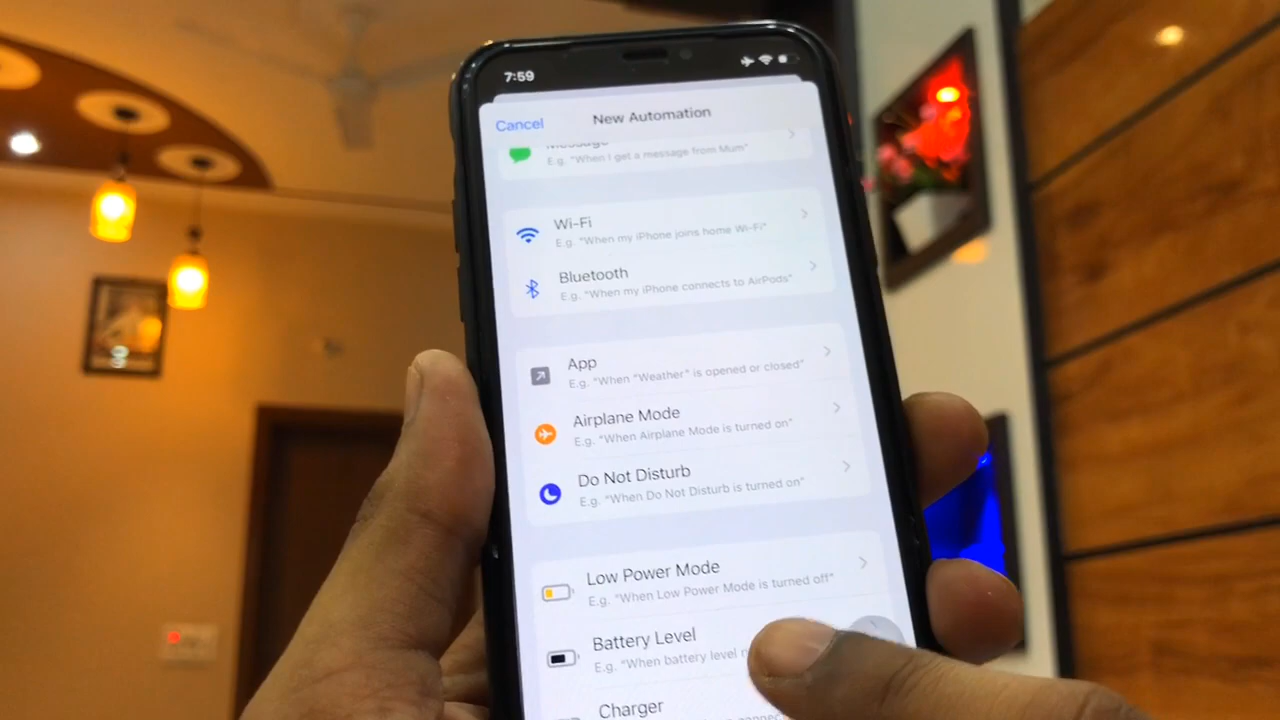 7:59
Cancel
New Automation
Message
E.g. "When I get a message from Mum"
Wi-Fi
E.g. "When my iPhone joins home Wi-Fi"
Bluetooth
E.g. "When my iPhone connects to AirPods"
App
E.g. "When "Weather" is opened or closed"
Airplane Mode
E.g. "When Airplane Mode is turned on"
Do Not Disturb
E.g. "When Do Not Disturb is turned on"
Low Power Mode
E.g. "When Low Power Mode is turned off"
Battery Level
E.g. "When battery level
Charger